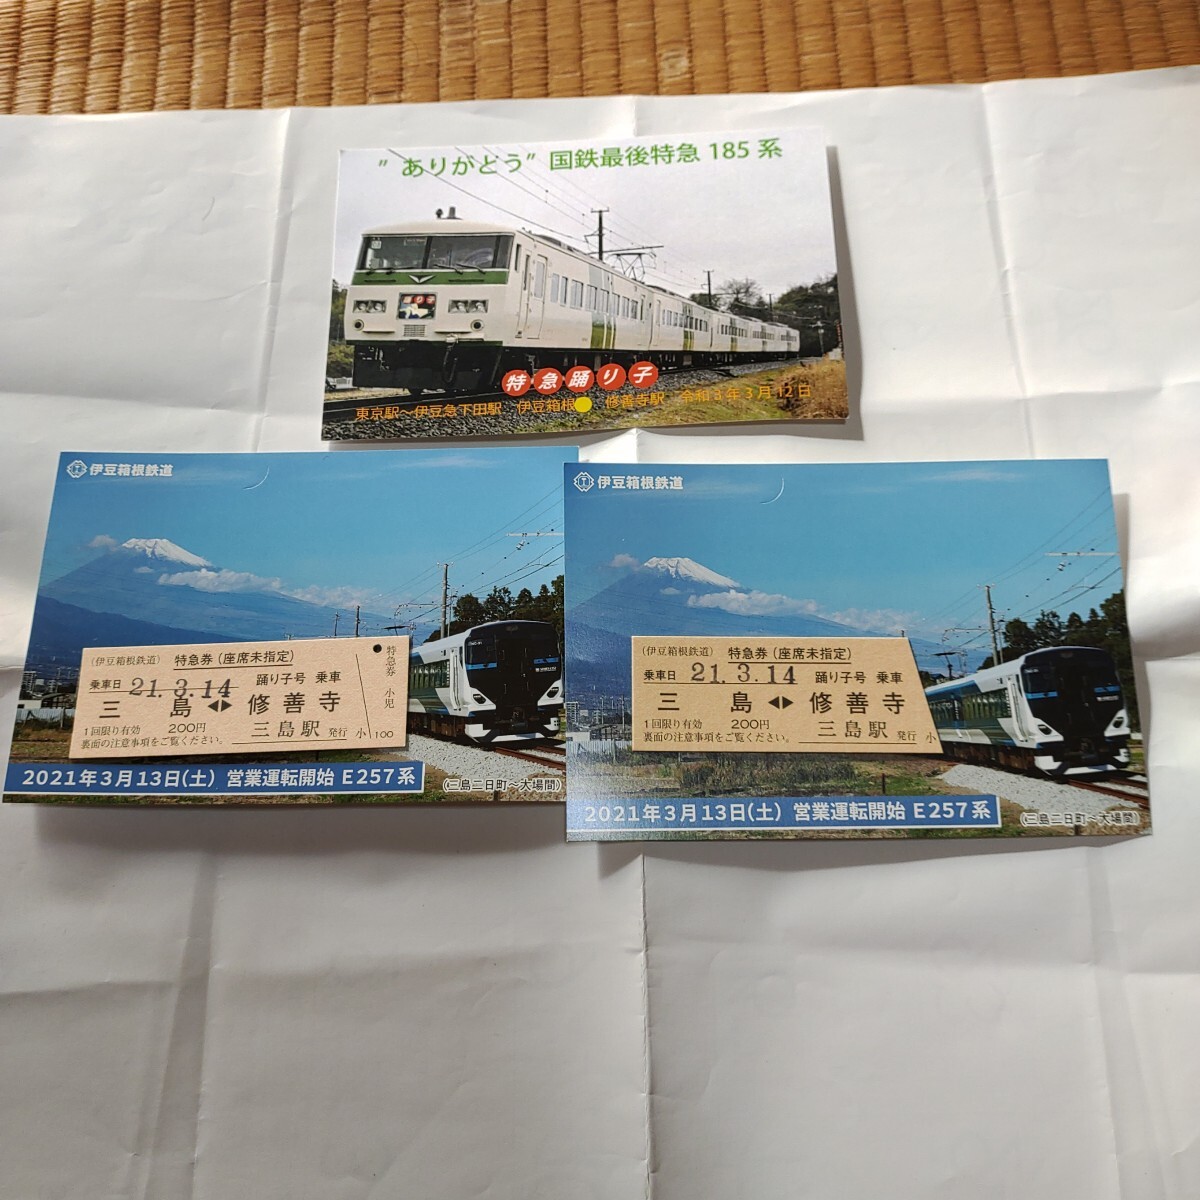 "ありがとう" 国鉄最後特急 185 系
踊り子
特急踊り子
東京駅～伊豆急下田駅 伊豆箱根 修善寺駅 令和3年3月12日
伊豆箱根鉄道
(伊豆箱根鉄道) 特急券(座席未指定)
乗車日 21.3.14 踊り子号 乗車
三島 ◀▶ 修善寺
1回限り有効 200円 三島駅 発行 小
裏面の注意事項をご覧ください。
特急券 小児
100
2021年3月13日(土) 営業運転開始 E257系
(三島二日町～大場間)
伊豆箱根鉄道
(伊豆箱根鉄道) 特急券(座席未指定)
乗車日 21.3.14 踊り子号 乗車
三島 ◀▶ 修善寺
1回限り有効 200円 三島駅 発行 小
裏面の注意事項をご覧ください。
2021年3月13日(土) 営業運転開始 E257系
(三島二日町～大場間)